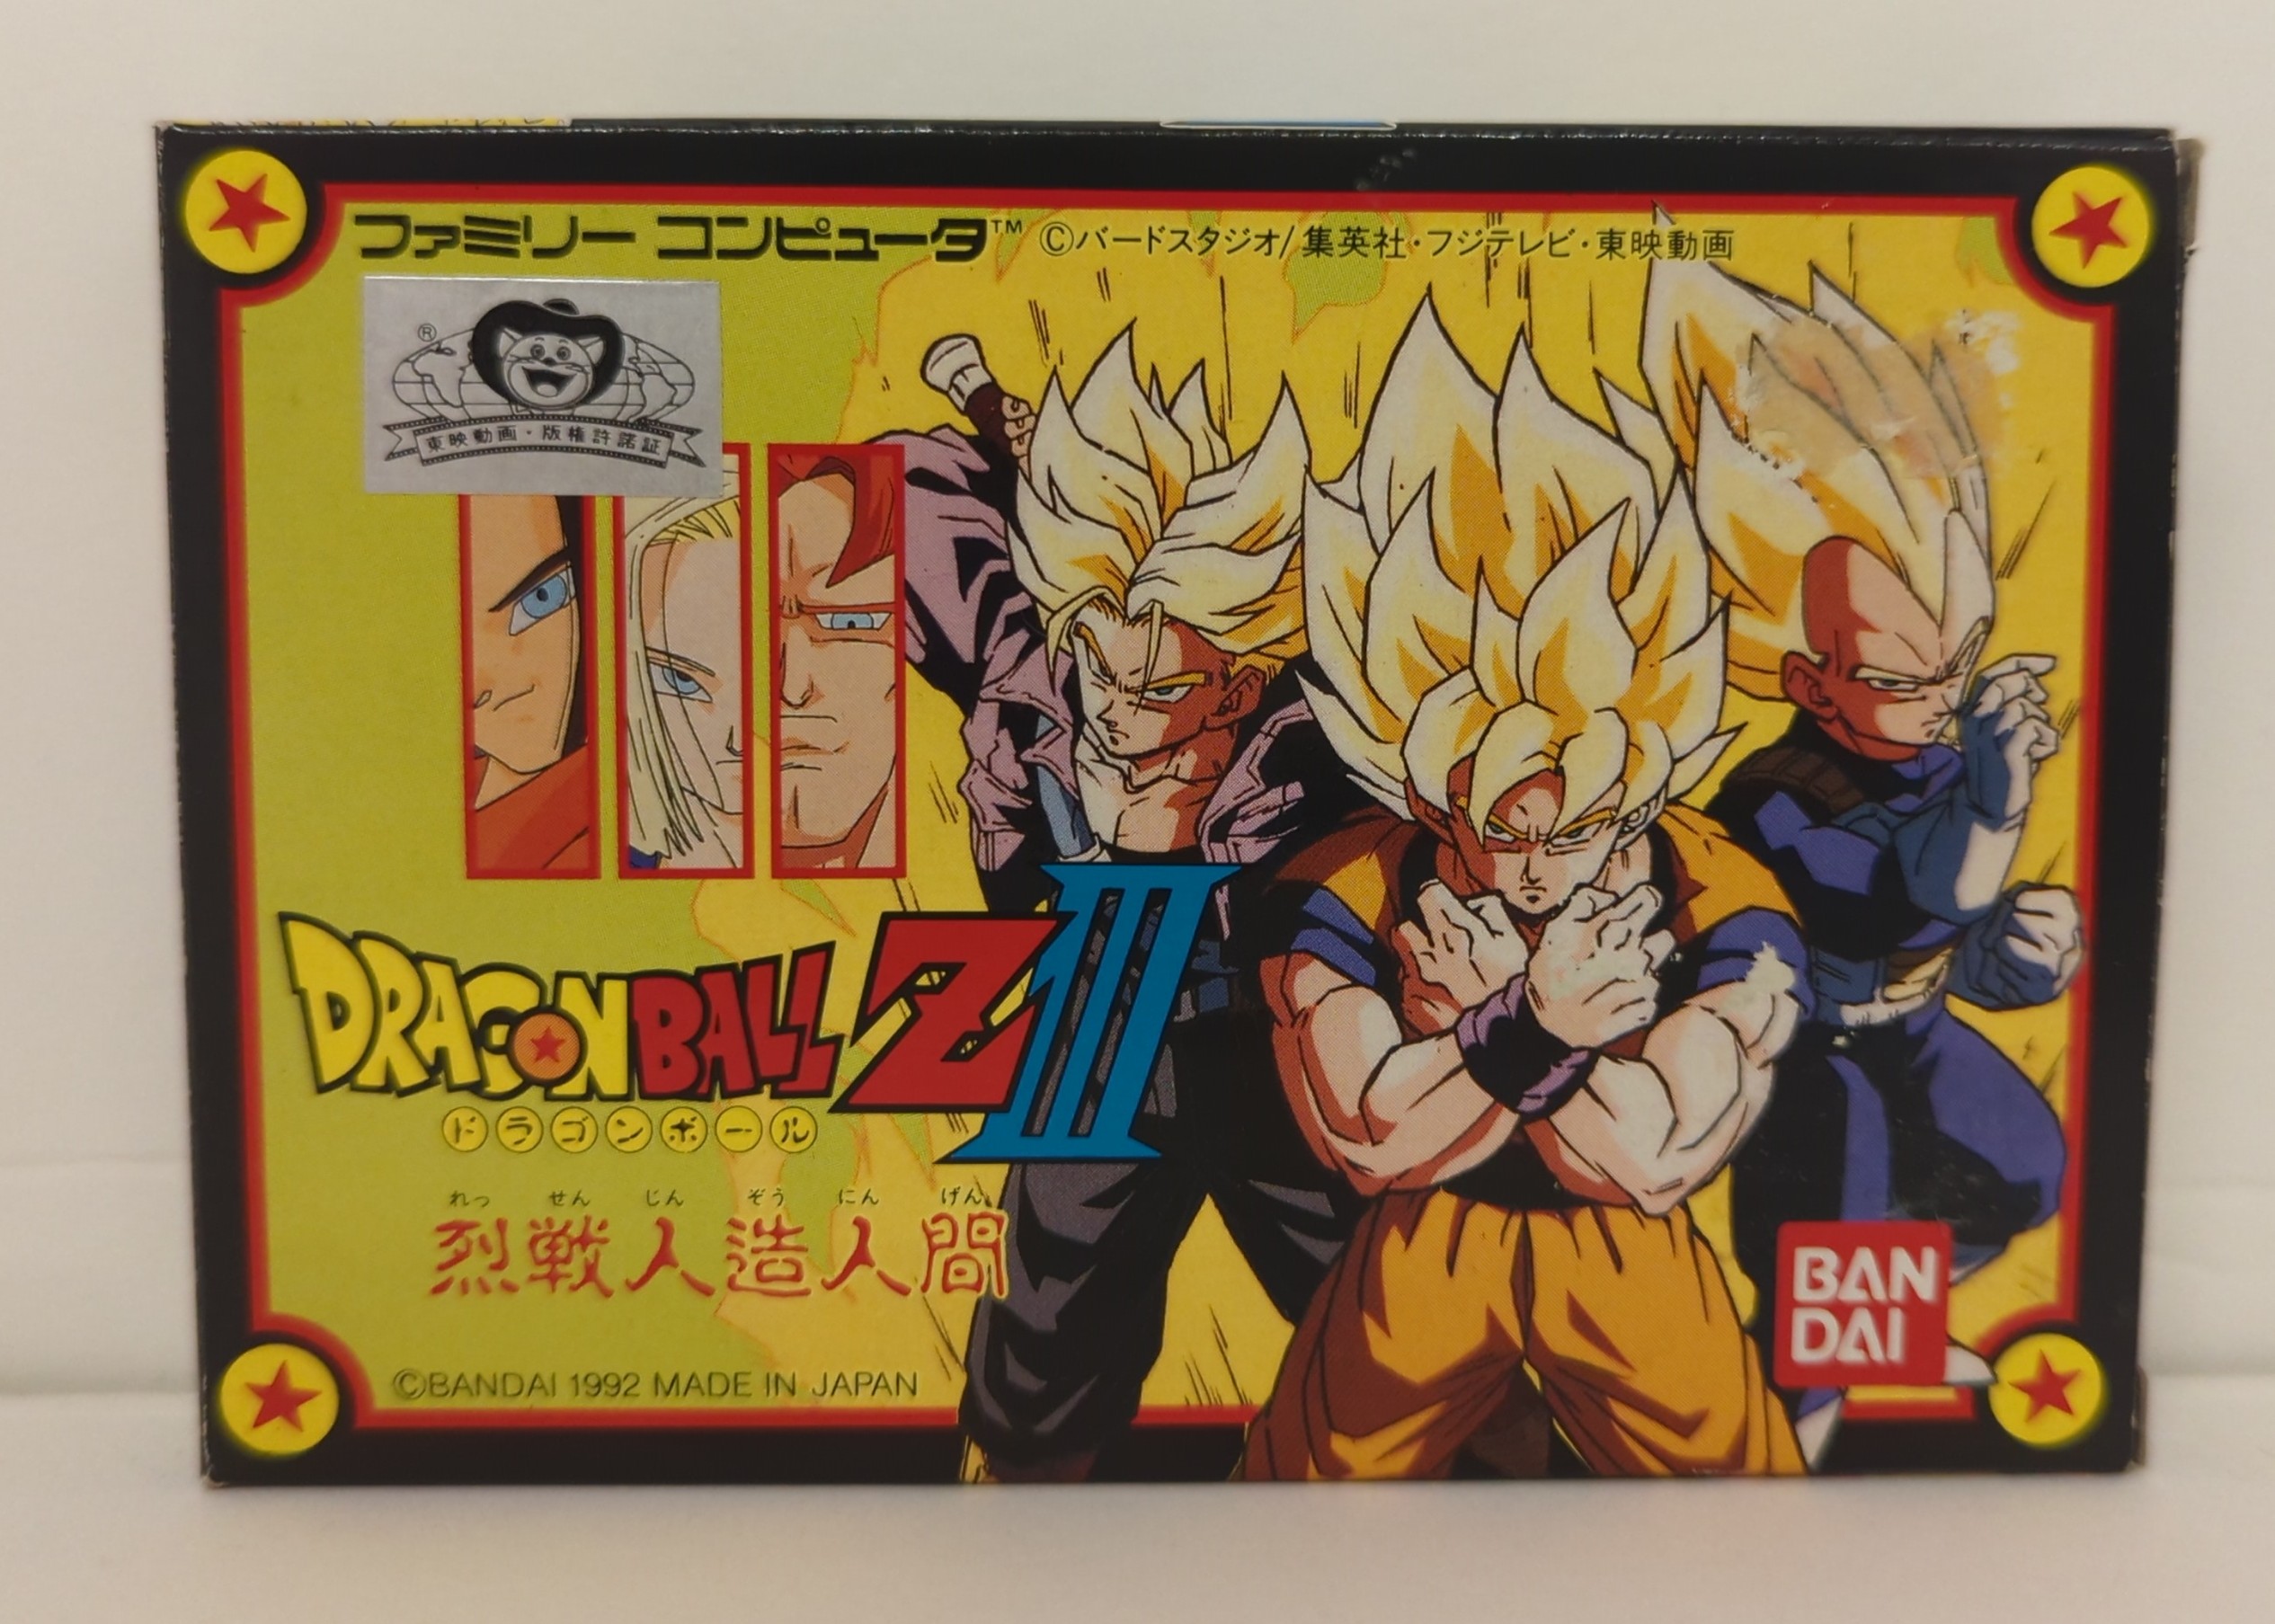 ファミリー コンピュータ™ ©バードスタジオ/集英社・フジテレビ・東映動画
®
東映動画・版権許諾証
DRAGON BALL Z III
ドラゴンボール
れっ せん じん ぞう にん げん
烈戦人造人間
BAN
DAI
©BANDAI 1992 MADE IN JAPAN